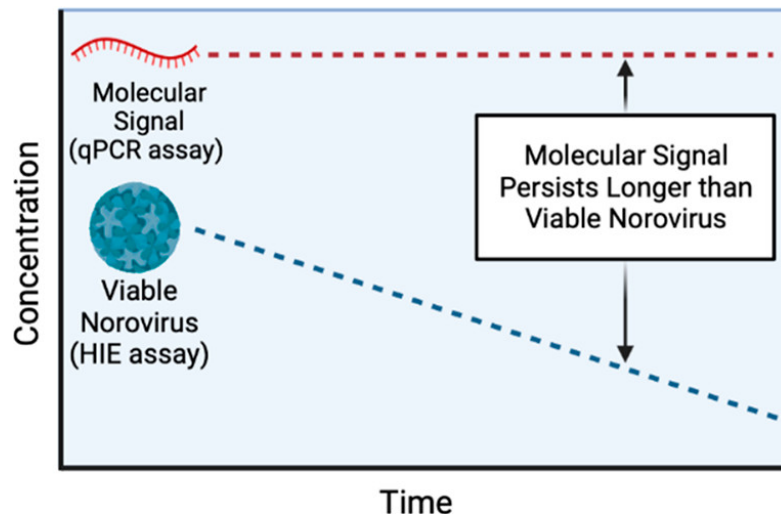 Molecular
Signal
(qPCR assay)
Molecular Signal
Persists Longer than
Viable Norovirus
Viable
Norovirus
(HIE assay)
Concentration
Time